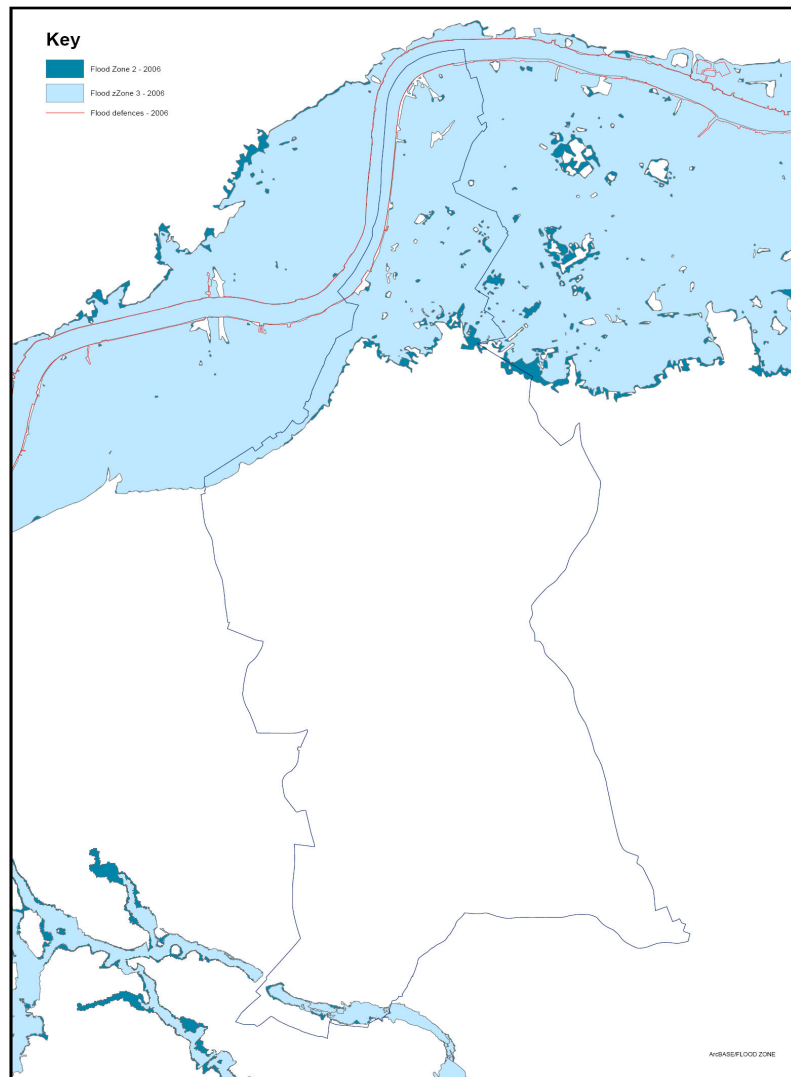 Key
Flood Zone 2 - 2006
Flood zZone 3 - 2006
Flood defences - 2006
ArcBASE/FLOOD ZONE